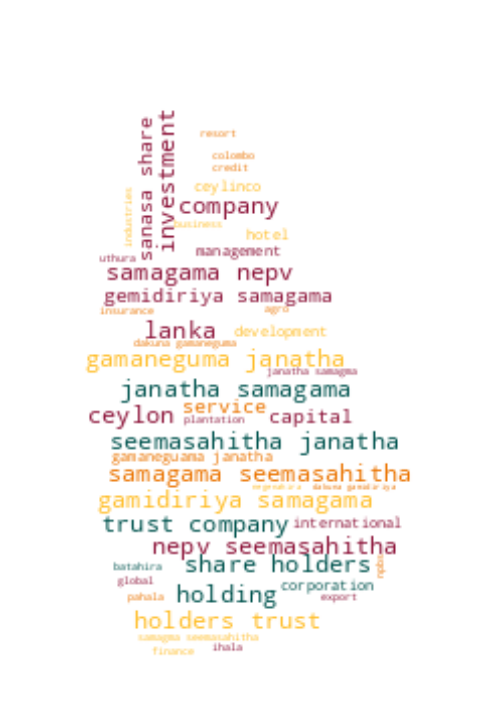 sanasa share
investment
resort
colombo
credit
ceylinco
industries
company
business
hotel
management
uthura
samagama nepv
gemidiriya samagama
insurance
agro
lanka
development
dakuna gamaneguma
gamaneguma janatha
janatha samagma
janatha samagama
service
ceylon
plantation
capital
seemasahitha janatha
gamaneguama janatha
samagama seemasahitha
gamidiriya samagama
trust company
international
nepv seemasahitha
share holders
batahira
global
corporation
pahala
holding
export
holders trust
samagma seemasahitha
finance
ihala